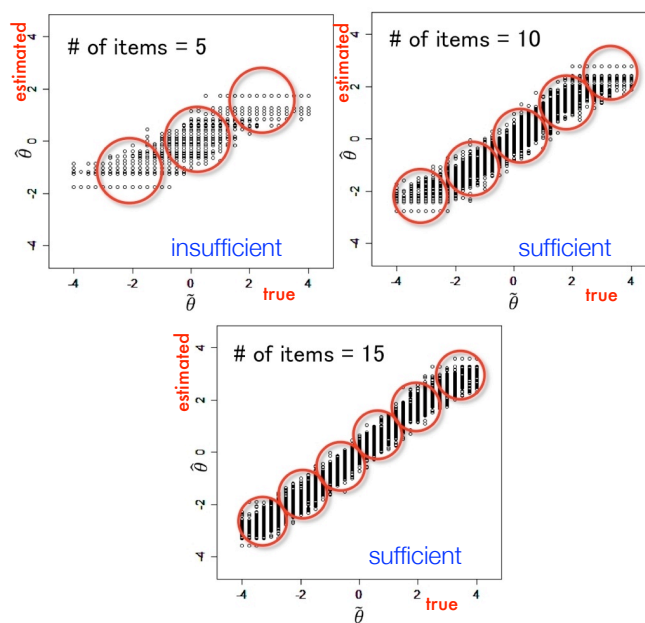 # of items = 5
estimated
θ̂
4
2
0
-2
-4
insufficient
-4
-2
0
2
4
θ̃
true
# of items = 10
estimated
θ̂
4
2
0
-2
-4
sufficient
-4
-2
0
2
4
θ̃
true
# of items = 15
estimated
θ̂
4
2
0
-2
-4
sufficient
-4
-2
0
2
4
θ̃
true